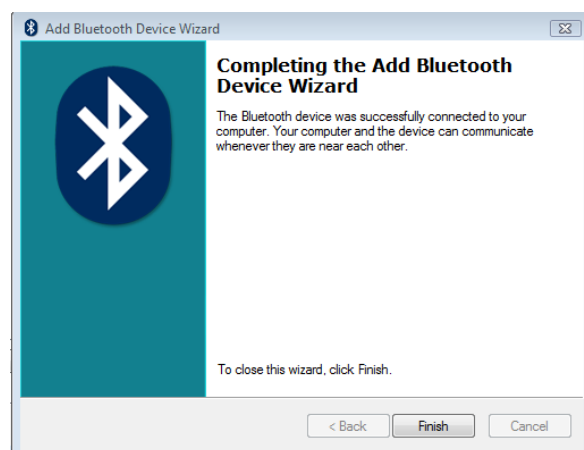 Add Bluetooth Device Wizard
Completing the Add Bluetooth
Device Wizard
The Bluetooth device was successfully connected to your
computer. Your computer and the device can communicate
whenever they are near each other.
To close this wizard, click Finish.
< Back Finish Cancel